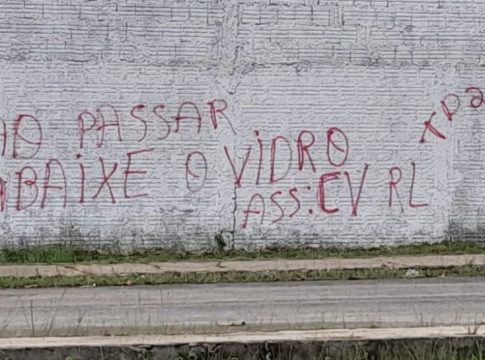 AO PASSAR
ABAIXE O VIDRO
ASS: CV RL